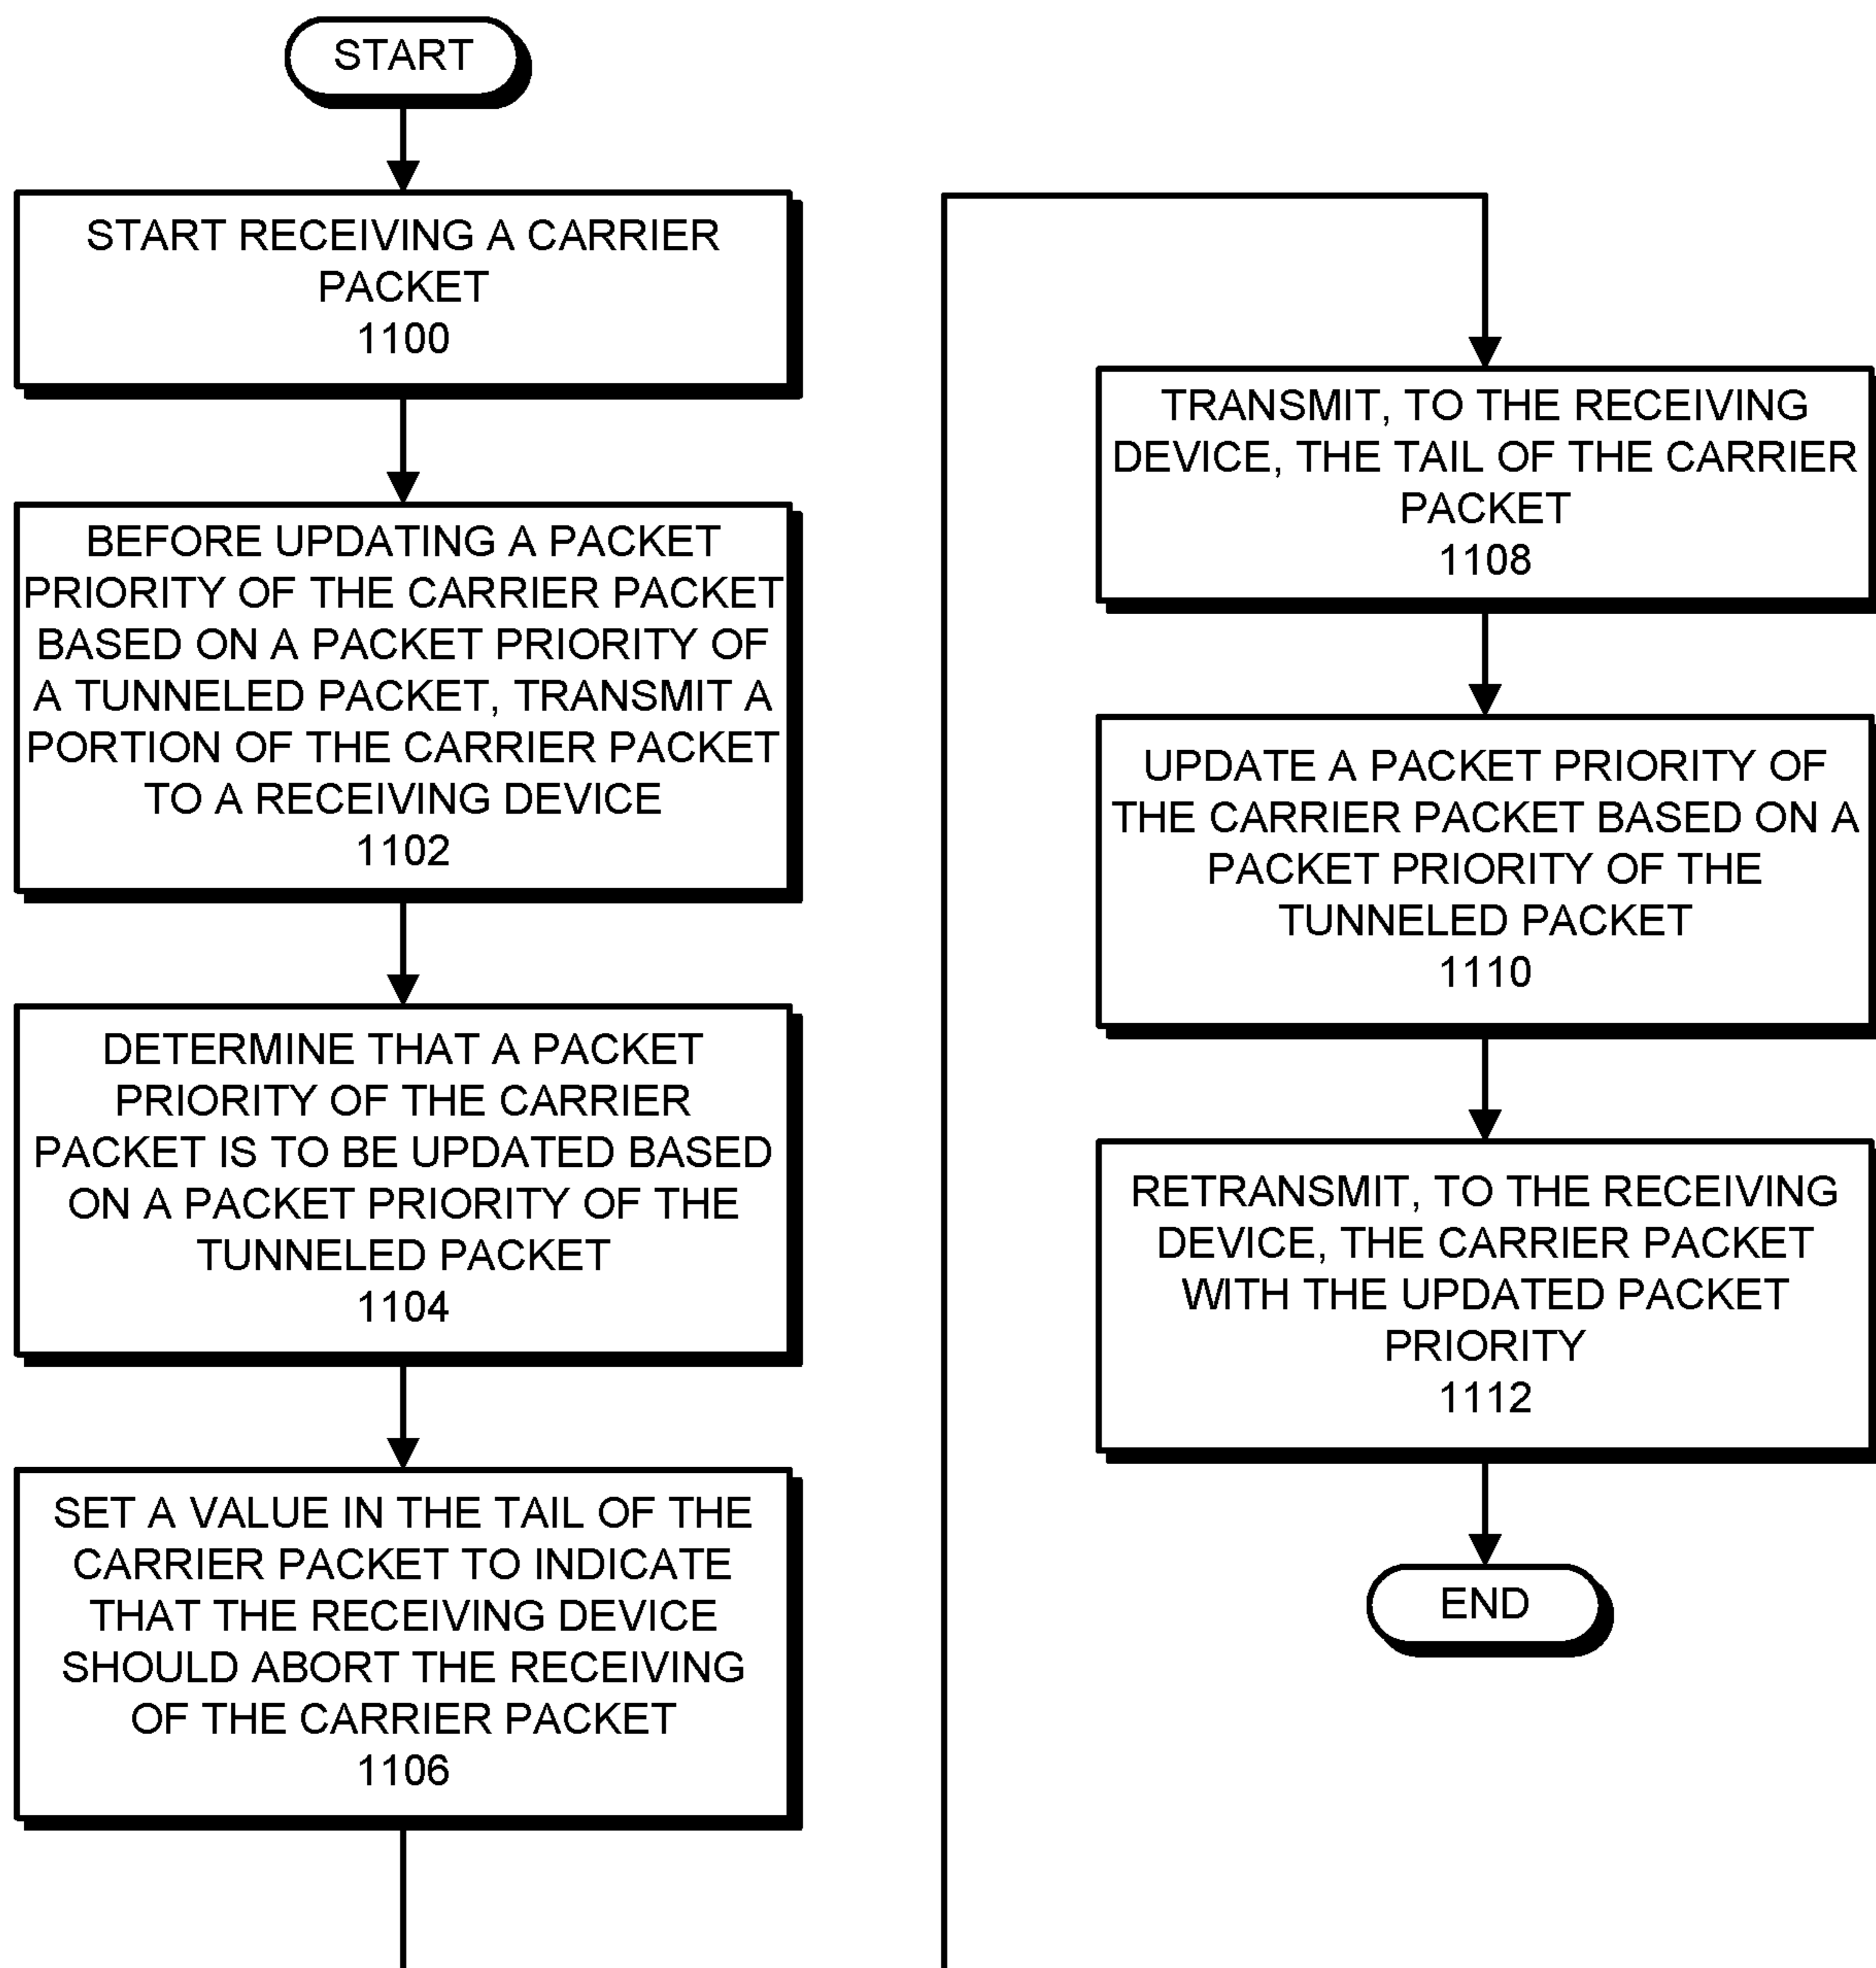 START
START RECEIVING A CARRIER
PACKET
1100
BEFORE UPDATING A PACKET
PRIORITY OF THE CARRIER PACKET
BASED ON A PACKET PRIORITY OF
A TUNNELED PACKET, TRANSMIT A
PORTION OF THE CARRIER PACKET
TO A RECEIVING DEVICE
1102
DETERMINE THAT A PACKET
PRIORITY OF THE CARRIER
PACKET IS TO BE UPDATED BASED
ON A PACKET PRIORITY OF THE
TUNNELED PACKET
1104
SET A VALUE IN THE TAIL OF THE
CARRIER PACKET TO INDICATE
THAT THE RECEIVING DEVICE
SHOULD ABORT THE RECEIVING
OF THE CARRIER PACKET
1106
TRANSMIT, TO THE RECEIVING
DEVICE, THE TAIL OF THE CARRIER
PACKET
1108
UPDATE A PACKET PRIORITY OF
THE CARRIER PACKET BASED ON A
PACKET PRIORITY OF THE
TUNNELED PACKET
1110
RETRANSMIT, TO THE RECEIVING
DEVICE, THE CARRIER PACKET
WITH THE UPDATED PACKET
PRIORITY
1112
END